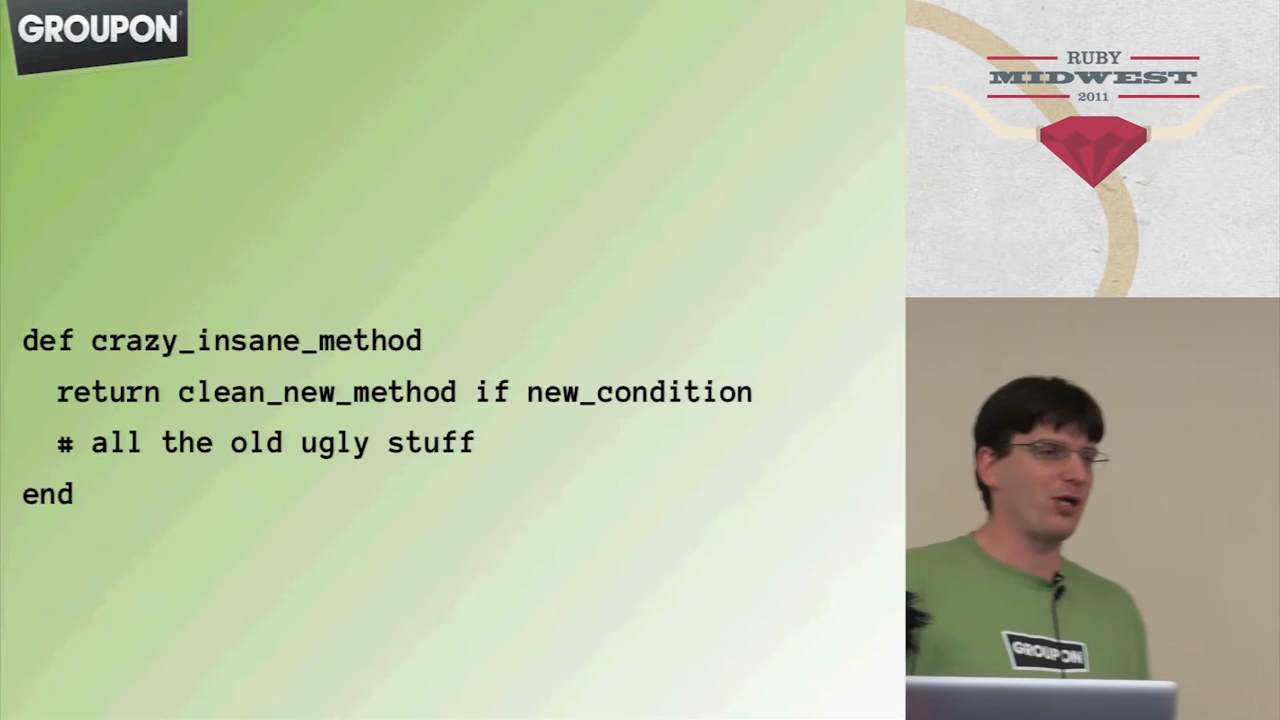 GROUPON
def crazy_insane_method
  return clean_new_method if new_condition
  # all the old ugly stuff
end
RUBY
MIDWEST
2011
GROUPON